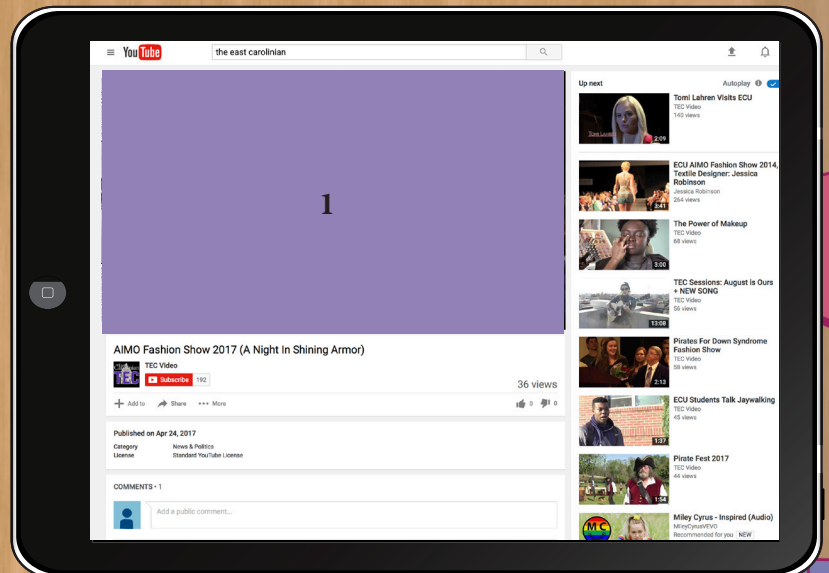 YouTube
the east carolinian
1
AIMO Fashion Show 2017 (A Night In Shining Armor)
TEC
TEC Video
Subscribe 192
36 views
Add to Share More
0 0
Published on Apr 24, 2017
Category News & Politics
License Standard YouTube License
COMMENTS • 1
Add a public comment...
Up next Autoplay
TOMI LAHREN
2:09
Tomi Lahren Visits ECU
TEC Video
140 views
3:41
ECU AIMO Fashion Show 2014,
Textile Designer: Jessica
Robinson
Jessica Robinson
264 views
3:00
The Power of Makeup
TEC Video
68 views
13:08
TEC Sessions: August is Ours
+ NEW SONG
TEC Video
56 views
2:13
Pirates For Down Syndrome
Fashion Show
TEC Video
58 views
1:37
ECU Students Talk Jaywalking
TEC Video
45 views
1:54
Pirate Fest 2017
TEC Video
44 views
MC
Miley Cyrus - Inspired (Audio)
MileyCyrusVEVO
Recommended for you NEW